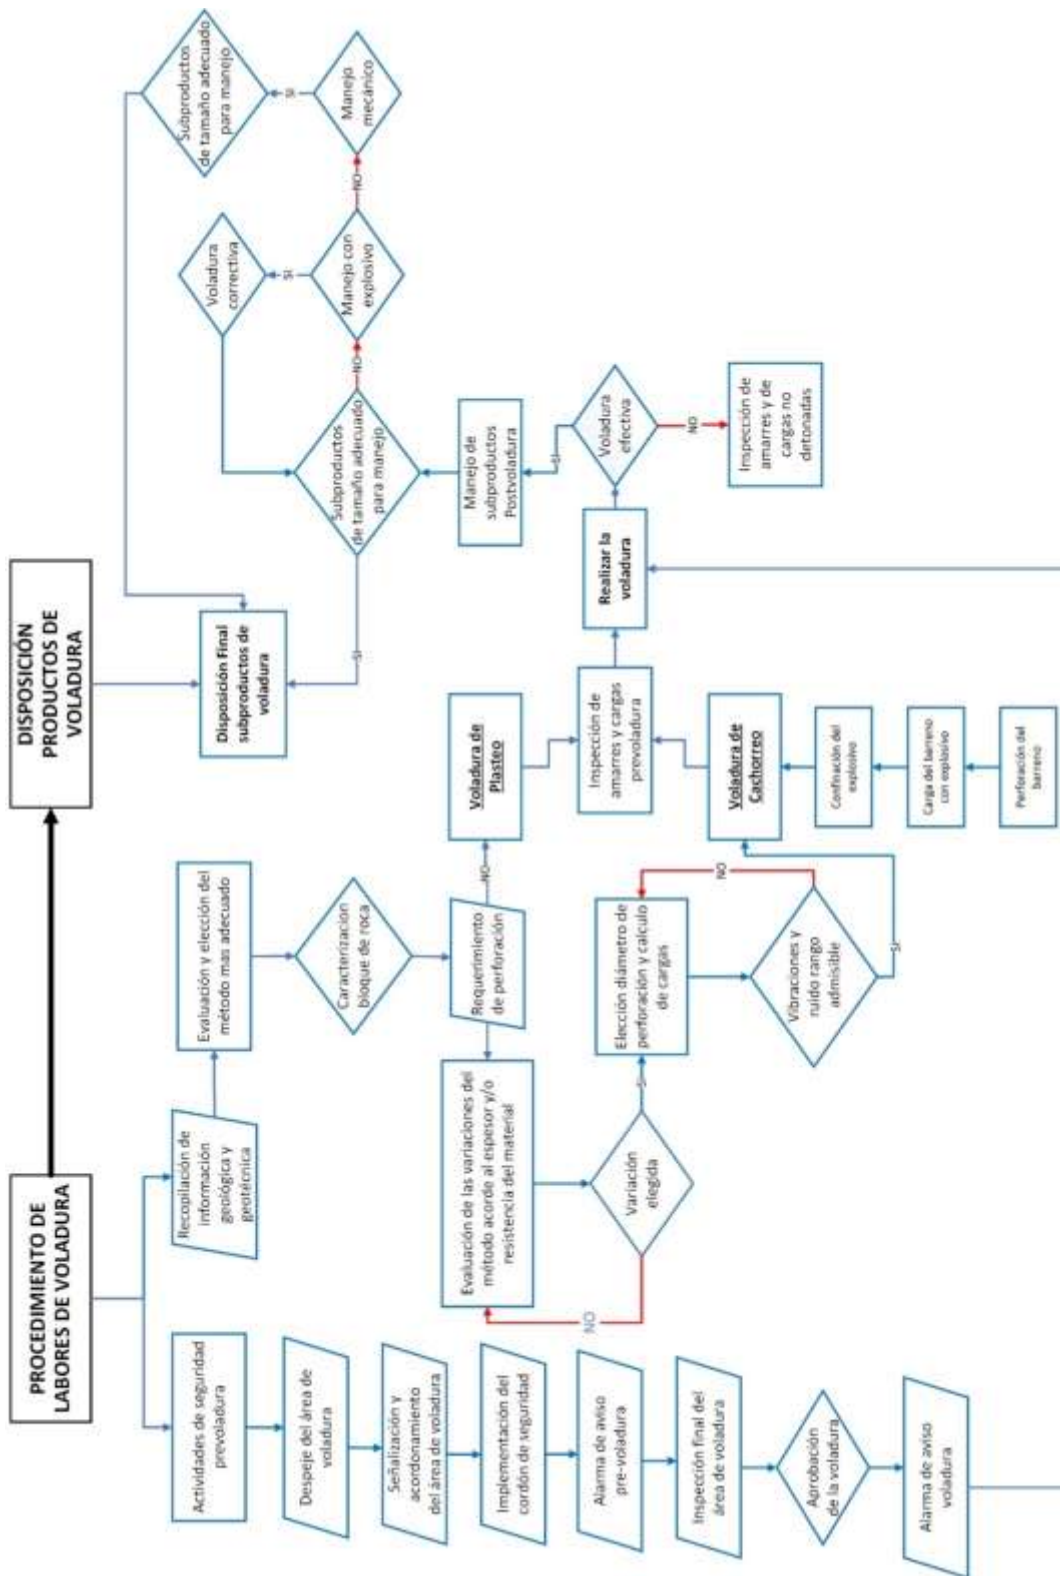 PROCEDIMIENTO DE
LABORES DE VOLADURA
DISPOSICIÓN
PRODUCTOS DE
VOLADURA
Actividades de seguridad
prevoladura
Despeje del área de
voladura
Señalización y
acordonamiento
del área de voladura
Implementación del
cordón de seguridad
Alarma de aviso
pre-voladura
Inspección final del
área de voladura
Aprobación
de la voladura
Alarma de aviso
voladura
Recopilación de
información
geológica y
geotécnica
Evaluación y elección del
método mas adecuado
Caracterizacion
bloque de roca
Requerimiento
de perforación
NO
Evaluación de las variaciones del
método acorde al espesor y/o
resistencia del material
Variación
elegida
NO
SI
Elección diámetro de
perforación y calculo
de cargas
Vibraciones y
ruido rango
admisible
NO
SI
Voladura de
Plasteo
Inspección de
amarres y cargas
prevoladura
Voladura de
Cachorreo
Confinación del
explosivo
Carga del barreno
con explosivo
Perforación del
barreno
Realizar la
voladura
Voladura
efectiva
SI
NO
Inspección de
amarres y de
cargas no
detonadas
Manejo de
subproductos
Postvoladura
Subproductos
de tamaño adecuado
para manejo
SI
NO
Disposición Final
subproductos de
voladura
Manejo con
explosivo
SI
NO
Voladura
correctiva
Manejo
mecánico
SI
Subproductos
de tamaño adecuado
para manejo